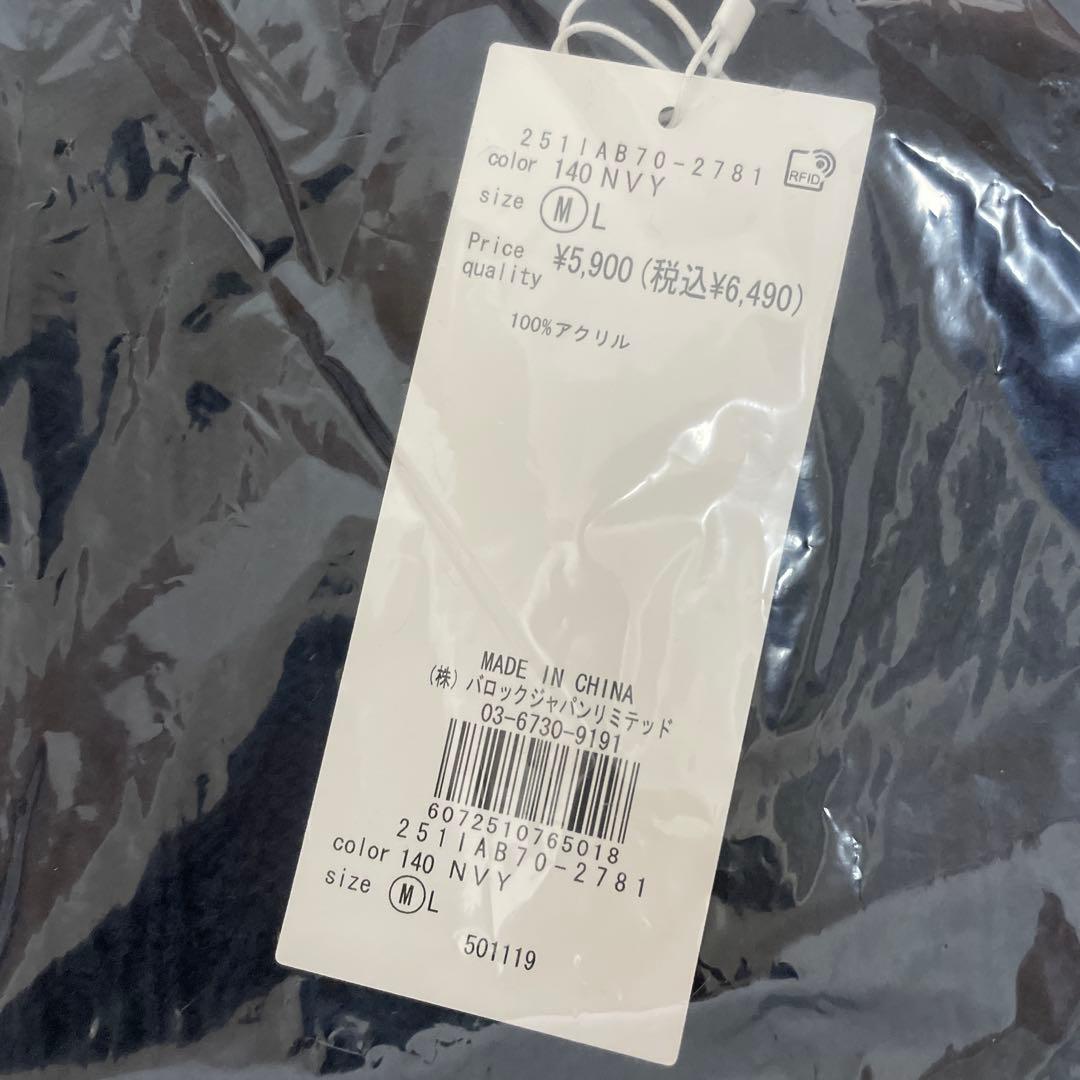 251IAB70-2781
RFID
color 140 NVY
size M L
Price ¥5,900(税込¥6,490)
quality
100%アクリル
MADE IN CHINA
(株)バロックジャパンリミテッド
03-6730-9191
6072510765018
251IAB70-2781
color 140 NVY
size M L
501119